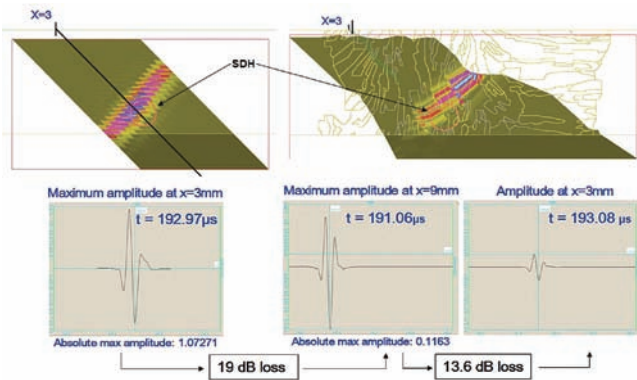 X=3
X=3
SDH
Maximum amplitude at x=3mm
Maximum amplitude at x=9mm
Amplitude at x=3mm
t = 192.97µs
t = 191.06µs
t = 193.08 µs
Absolute max amplitude: 1.07271
Absolute max amplitude: 0.1163
19 dB loss
13.6 dB loss